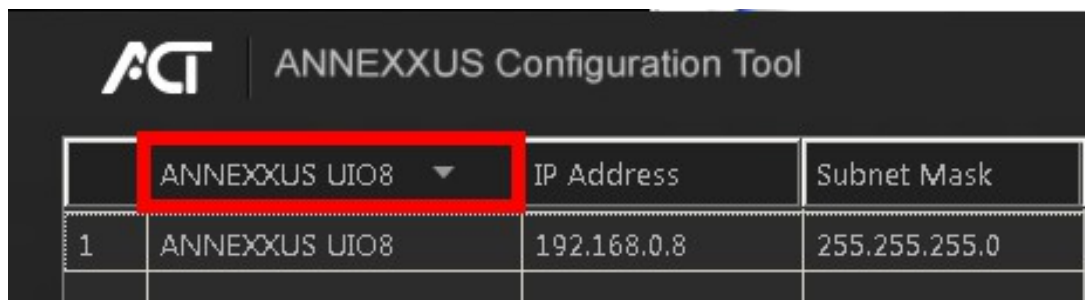 ACT ANNEXXUS Configuration Tool
ANNEXXUS UIO8 IP Address Subnet Mask
1 ANNEXXUS UIO8 192.168.0.8 255.255.255.0